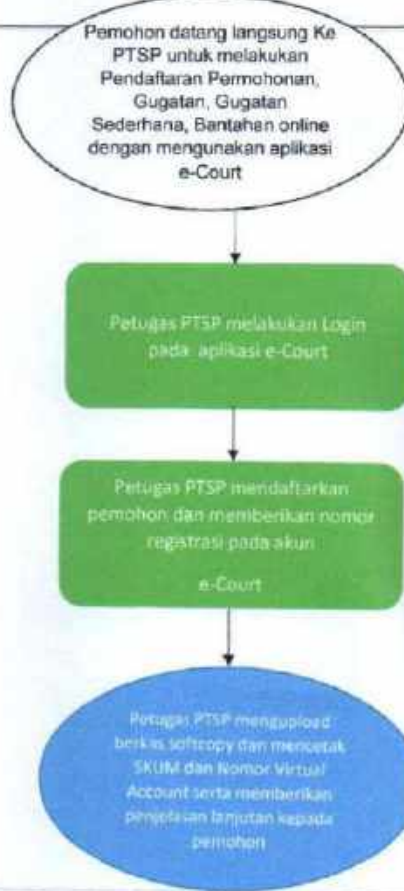 Pemohon datang langsung Ke
PTSP untuk melakukan
Pendaftaran Permohonan,
Gugatan, Gugatan
Sederhana, Bantahan online
dengan mengunakan aplikasi
e-Court
Petugas PTSP melakukan Login
pada aplikasi e-Court
Petugas PTSP mendaftarkan
pemohon dan memberikan nomor
registrasi pada akun
e-Court
Petugas PTSP mengupload
berkas softcopy dan mencetak
SKUM dan Nomor Virtual
Account serta memberikan
penjelasan lanjutan kepada
pemohon